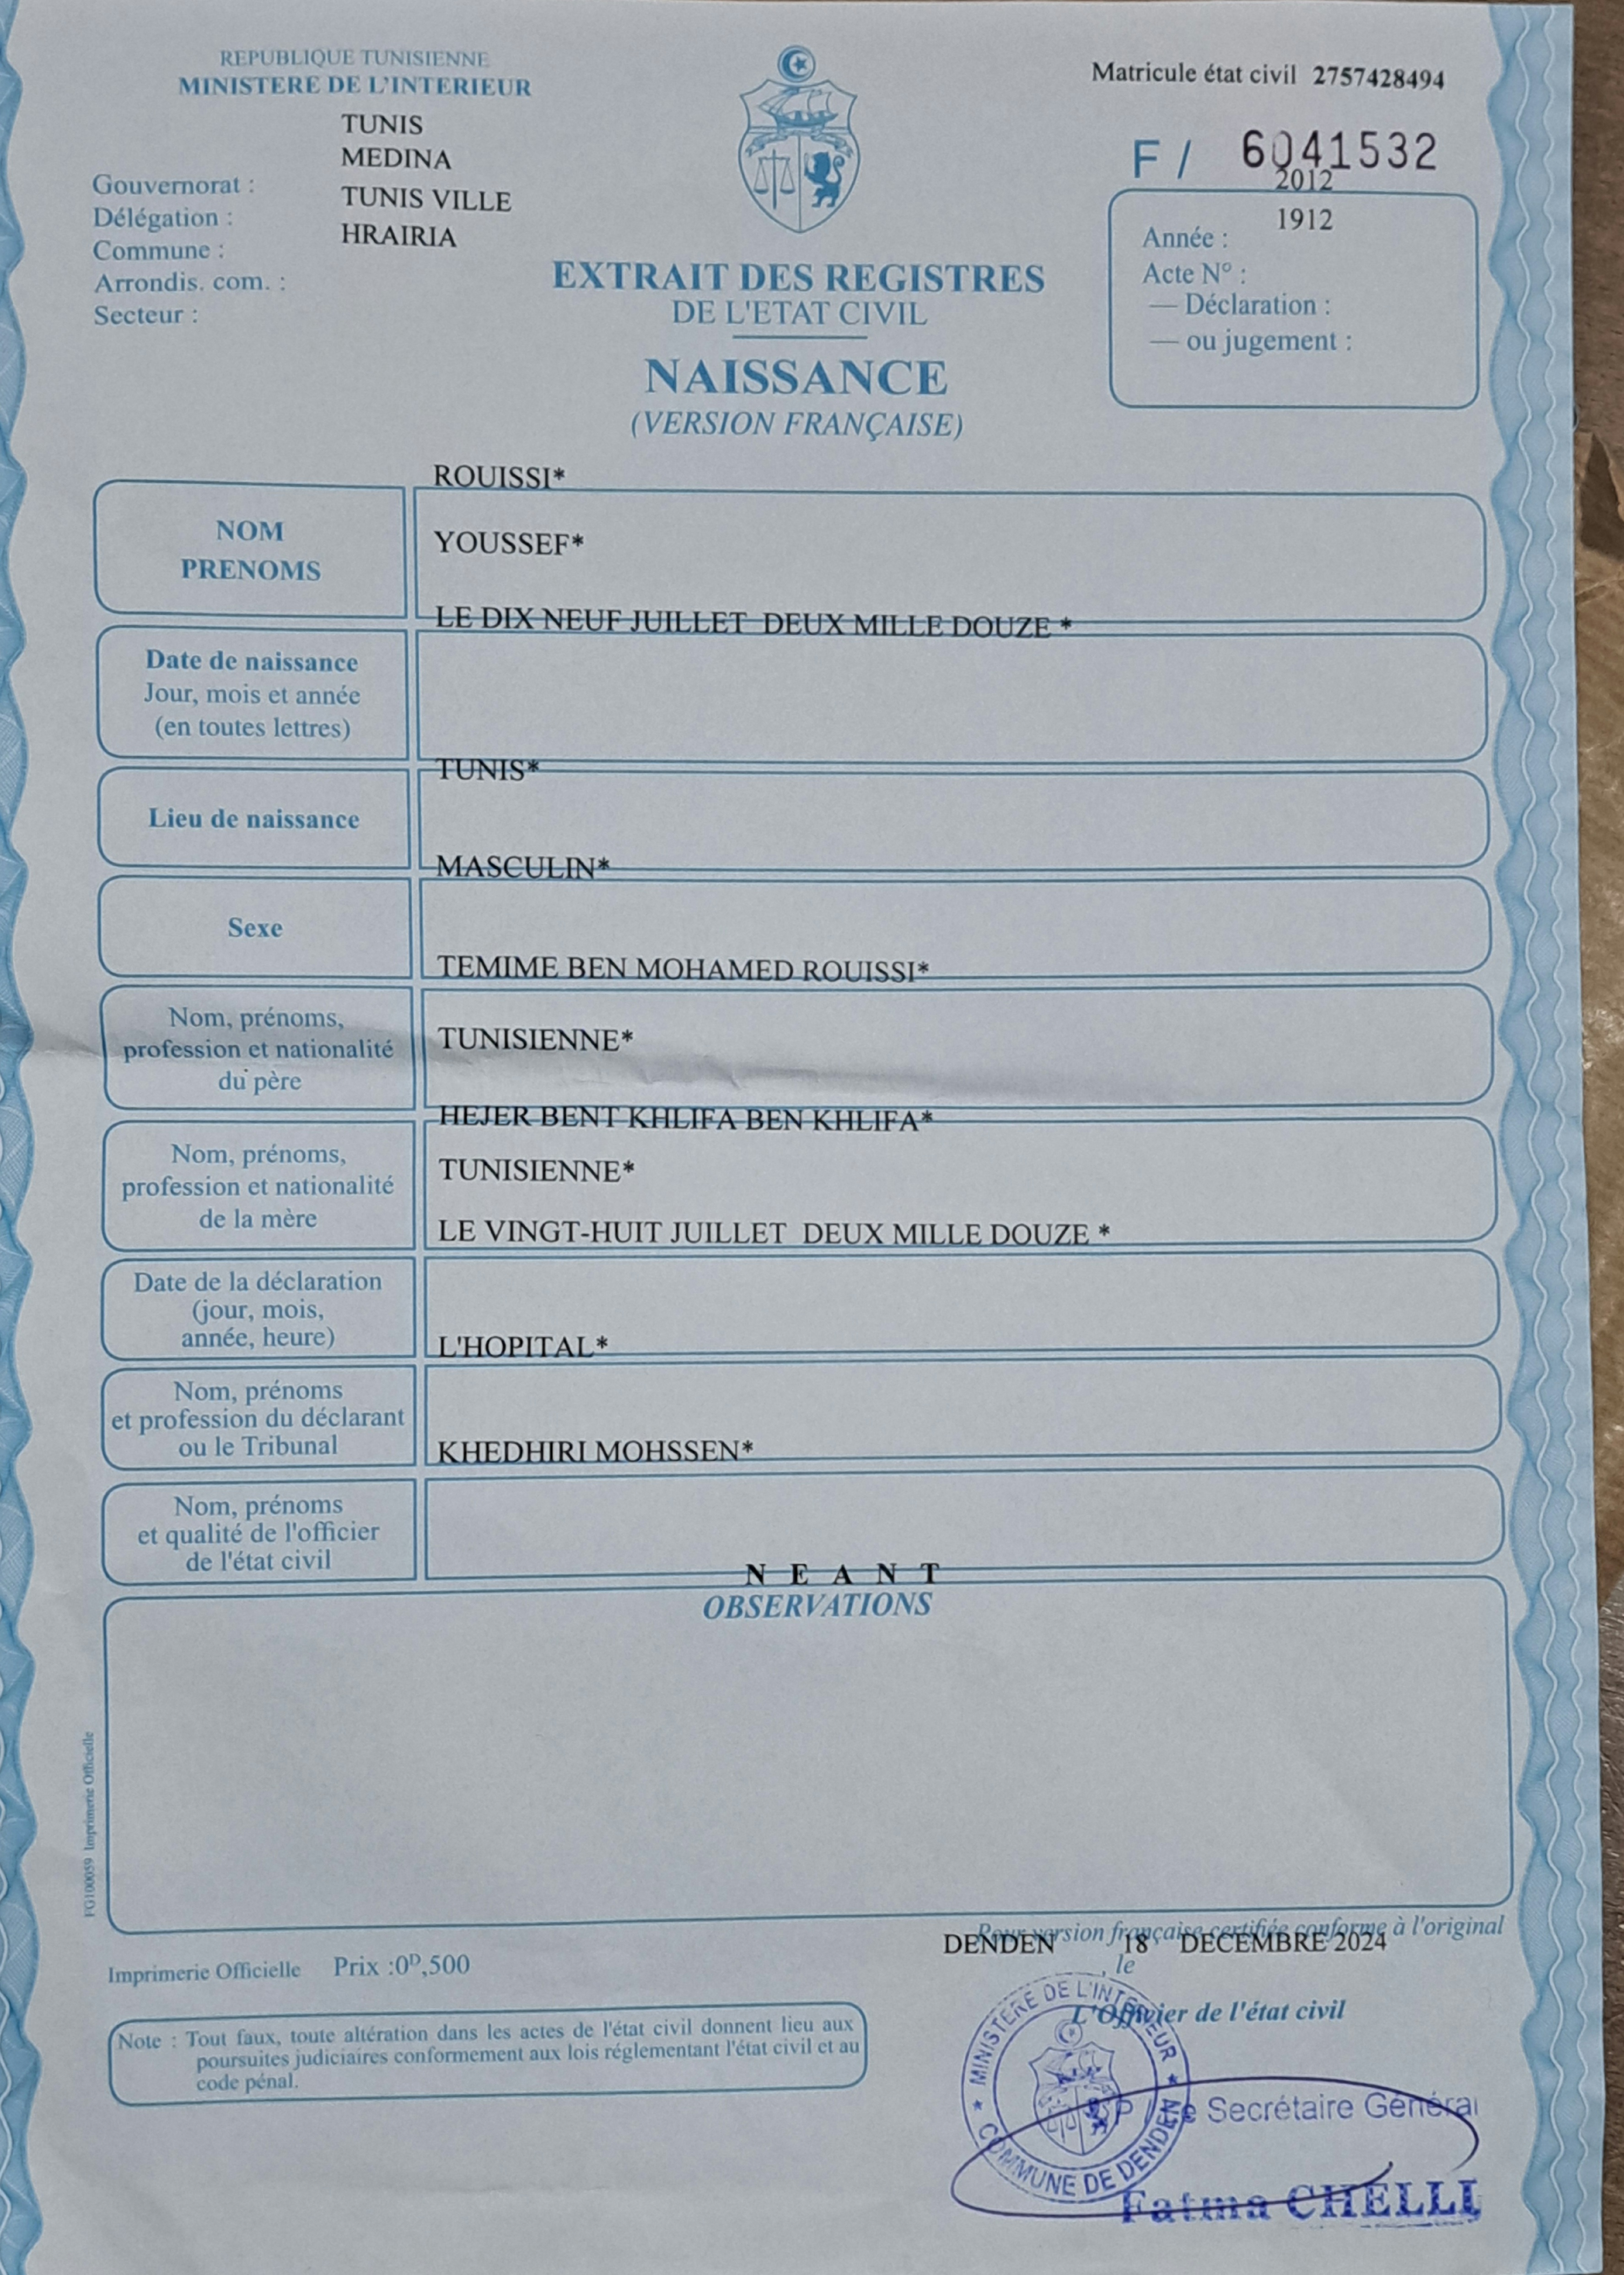 REPUBLIQUE TUNISIENNE
MINISTERE DE L'INTERIEUR
TUNIS
MEDINA
TUNIS VILLE
HRAIRIA
Gouvernorat :
Délégation :
Commune :
Arrondis. com. :
Secteur :
Matricule état civil 2757428494
F / 6041532
2012
1912
Année :
Acte N° :
— Déclaration :
— ou jugement :
EXTRAIT DES REGISTRES
DE L'ETAT CIVIL
NAISSANCE
(VERSION FRANÇAISE)
ROUISSI*
NOM
PRENOMS
YOUSSEF*
LE DIX NEUF JUILLET DEUX MILLE DOUZE *
Date de naissance
Jour, mois et année
(en toutes lettres)
TUNIS*
Lieu de naissance
MASCULIN*
Sexe
TEMIME BEN MOHAMED ROUISSI*
Nom, prénoms,
profession et nationalité
du père
TUNISIENNE*
HEJER BENT KHLIFA BEN KHLIFA*
Nom, prénoms,
profession et nationalité
de la mère
TUNISIENNE*
LE VINGT-HUIT JUILLET DEUX MILLE DOUZE *
Date de la déclaration
(jour, mois,
année, heure)
L'HOPITAL*
Nom, prénoms
et profession du déclarant
ou le Tribunal
KHEDHIRI MOHSSEN*
Nom, prénoms
et qualité de l'officier
de l'état civil
N E A N T
OBSERVATIONS
FG100059 Imprimerie Officielle
Pour version française certifiée conforme à l'original
DENDEN 18 DECEMBRE 2024
, le
Imprimerie Officielle Prix :0D,500
L'Officier de l'état civil
Note : Tout faux, toute altération dans les actes de l'état civil donnent lieu aux
poursuites judiciaires conformement aux lois réglementant l'état civil et au
code pénal.
MINISTERE DE L'INTERIEUR
COMMUNE DE DENDEN
Secrétaire Général
Fatma CHELLI